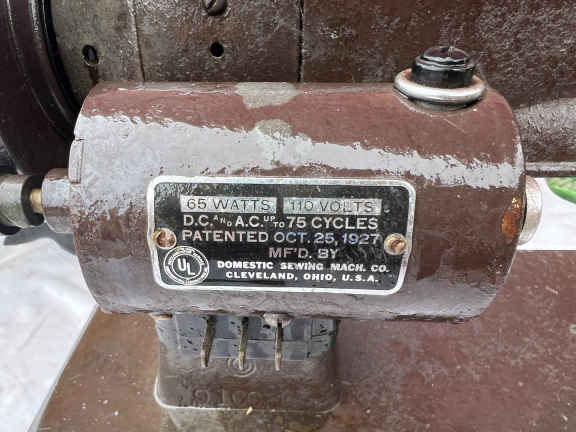 65 WATTS 110 VOLTS
D.C. AND A.C. UP TO 75 CYCLES
PATENTED OCT. 25, 1927
MF'D. BY
UL
DOMESTIC SEWING MACH. CO.
CLEVELAND, OHIO, U.S.A.